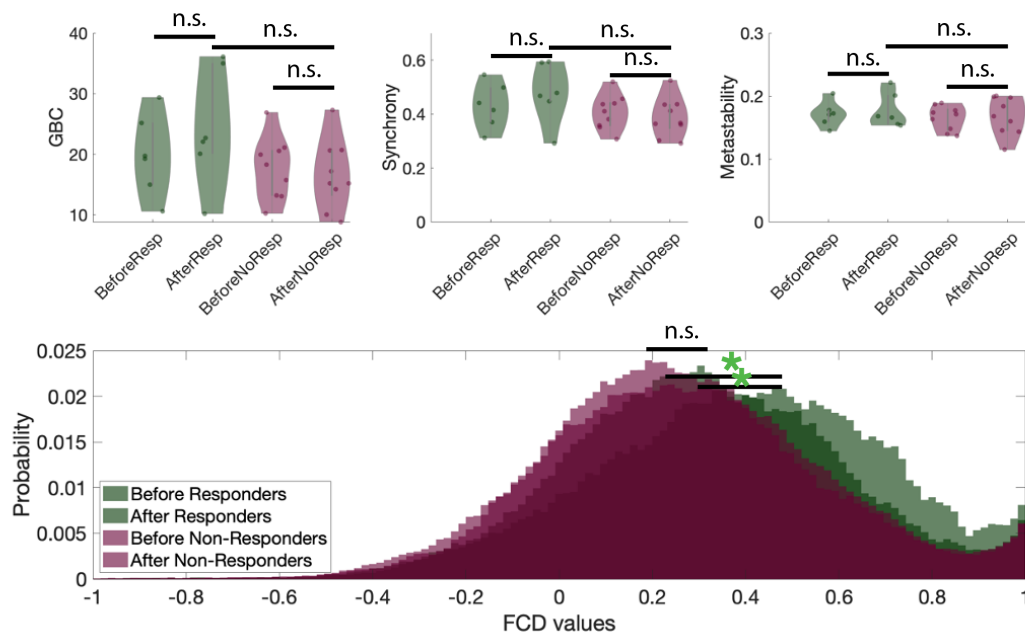 n.s.
n.s.
n.s.
GBC
40
30
20
10
BeforeResp
AfterResp
BeforeNoResp
AfterNoResp
n.s.
n.s.
n.s.
Synchrony
0.6
0.4
0.2
0
BeforeResp
AfterResp
BeforeNoResp
AfterNoResp
n.s.
n.s.
n.s.
Metastability
0.3
0.2
0.1
0
BeforeResp
AfterResp
BeforeNoResp
AfterNoResp
n.s.
*
*
Probability
0.025
0.02
0.015
0.01
0.005
0
Before Responders
After Responders
Before Non-Responders
After Non-Responders
-1 -0.8 -0.6 -0.4 -0.2 0 0.2 0.4 0.6 0.8 1
FCD values